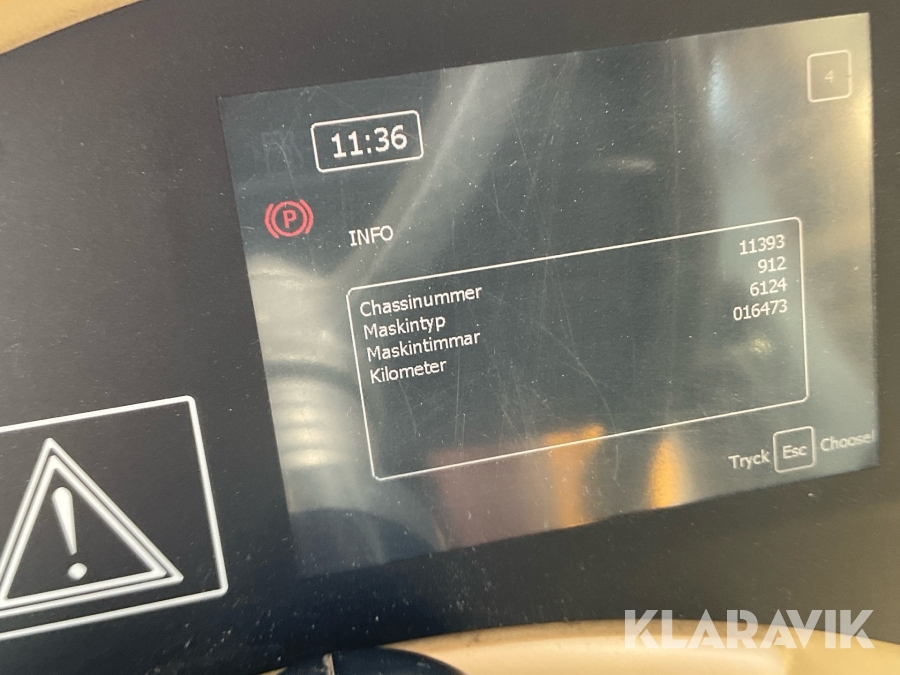 4
11:36
P
INFO
Chassinummer 11393
Maskintyp 912
Maskintimmar 6124
Kilometer 016473
Tryck Esc Choose!
KLARAVIK